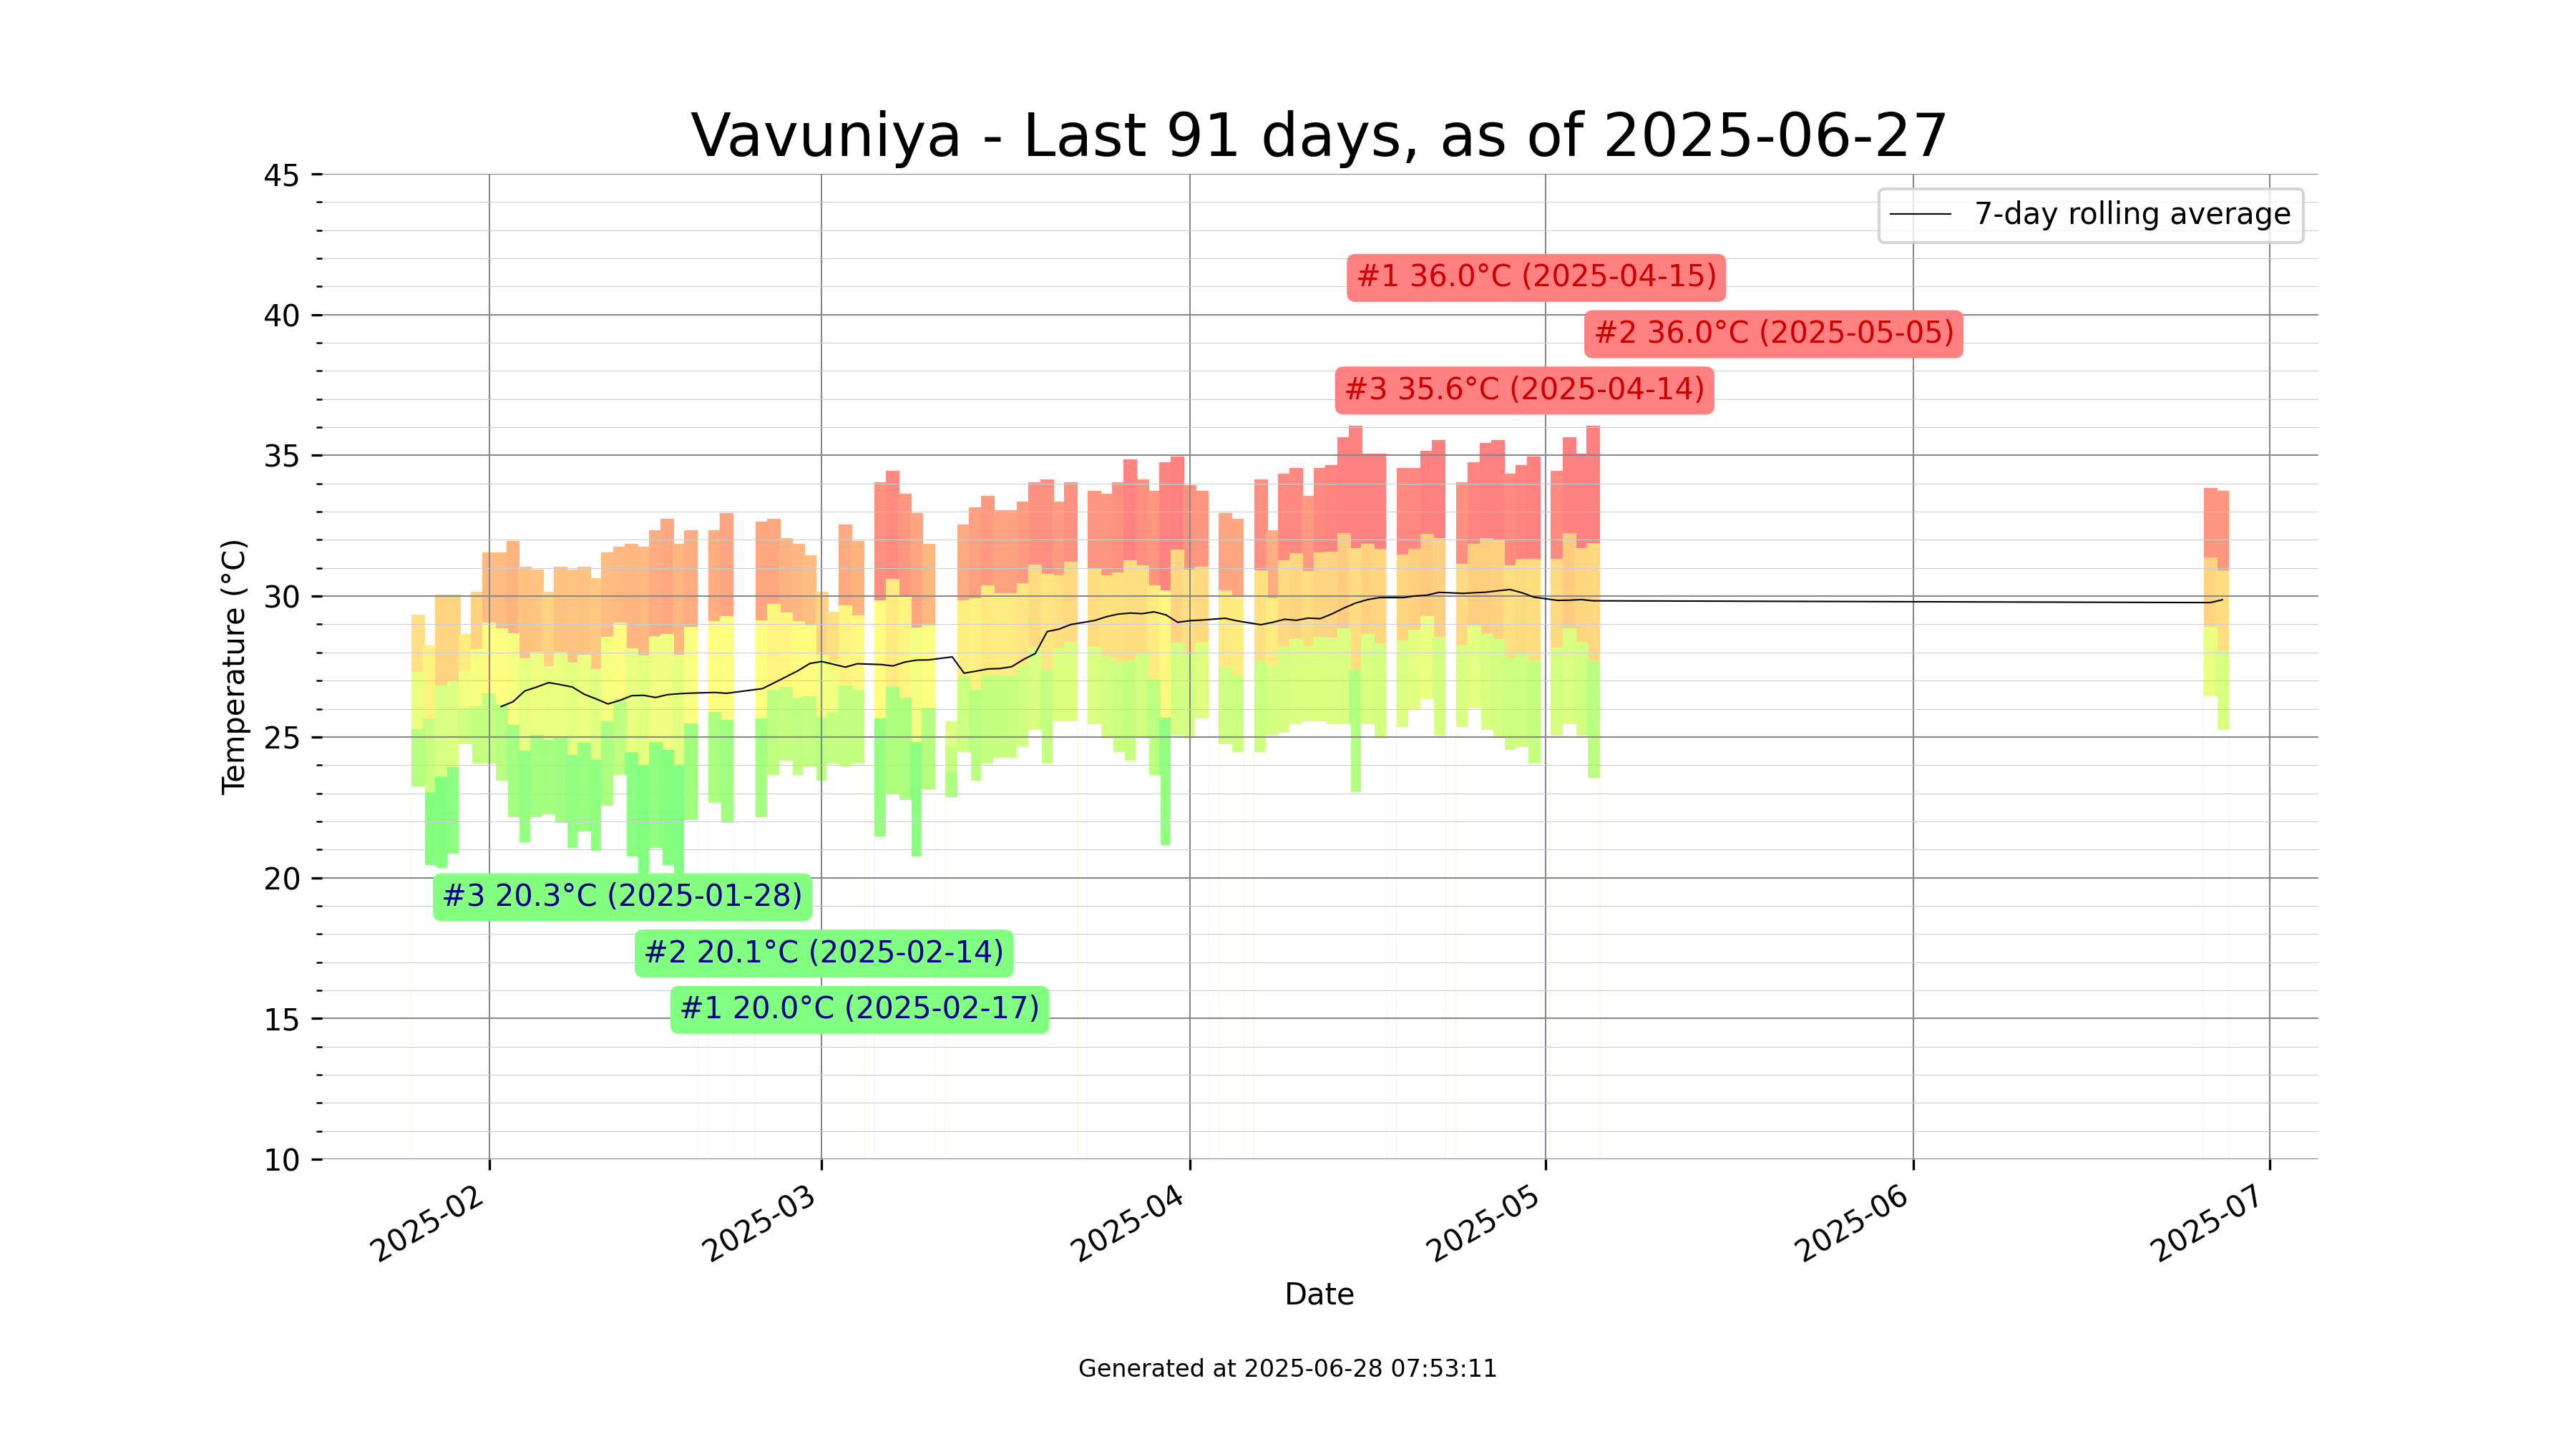 Vavuniya - Last 91 days, as of 2025-06-27
7-day rolling average
#1 36.0°C (2025-04-15)
#2 36.0°C (2025-05-05)
#3 35.6°C (2025-04-14)
#3 20.3°C (2025-01-28)
#2 20.1°C (2025-02-14)
#1 20.0°C (2025-02-17)
Temperature (°C)
45
40
35
30
25
20
15
10
2025-02
2025-03
2025-04
2025-05
2025-06
2025-07
Date
Generated at 2025-06-28 07:53:11